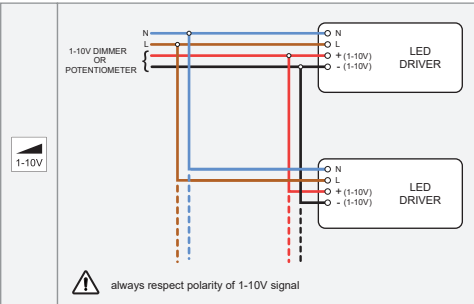 N
L
1-10V DIMMER
OR
POTENTIOMETER
N
L
+ (1-10V)
- (1-10V)
LED
DRIVER
1-10V
N
L
+ (1-10V)
- (1-10V)
LED
DRIVER
always respect polarity of 1-10V signal